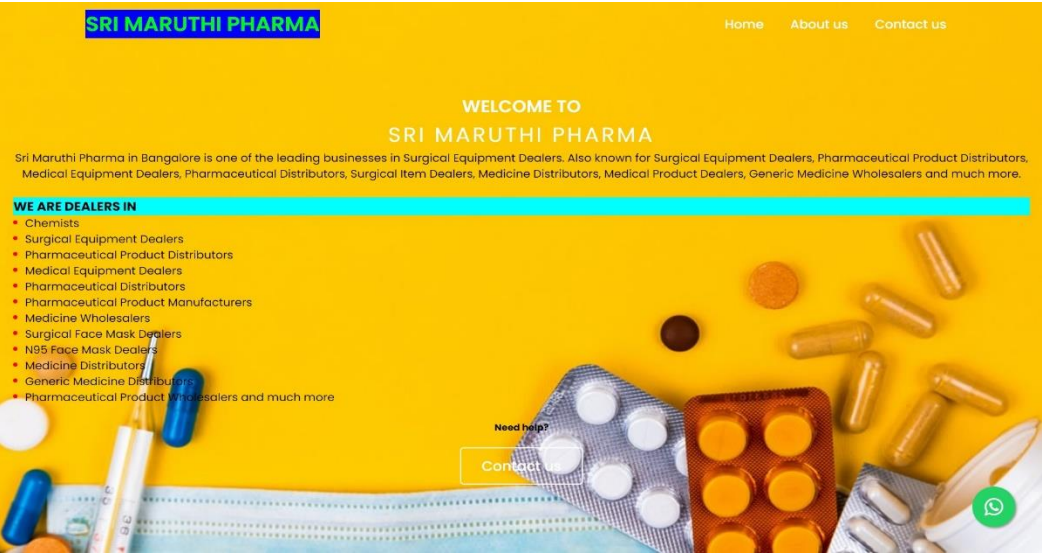 SRI MARUTHI PHARMA
Home About us Contact us
WELCOME TO
SRI MARUTHI PHARMA
Sri Maruthi Pharma in Bangalore is one of the leading businesses in Surgical Equipment Dealers. Also known for Surgical Equipment Dealers, Pharmaceutical Product Distributors,
Medical Equipment Dealers, Pharmaceutical Distributors, Surgical Item Dealers, Medicine Distributors, Medical Product Dealers, Generic Medicine Wholesalers and much more.
WE ARE DEALERS IN
Chemists
Surgical Equipment Dealers
Pharmaceutical Product Distributors
Medical Equipment Dealers
Pharmaceutical Distributors
Pharmaceutical Product Manufacturers
Medicine Wholesalers
Surgical Face Mask Dealers
N95 Face Mask Dealers
Medicine Distributors
Generic Medicine Distributors
Pharmaceutical Product Wholesalers and much more
Need help?
Contact us